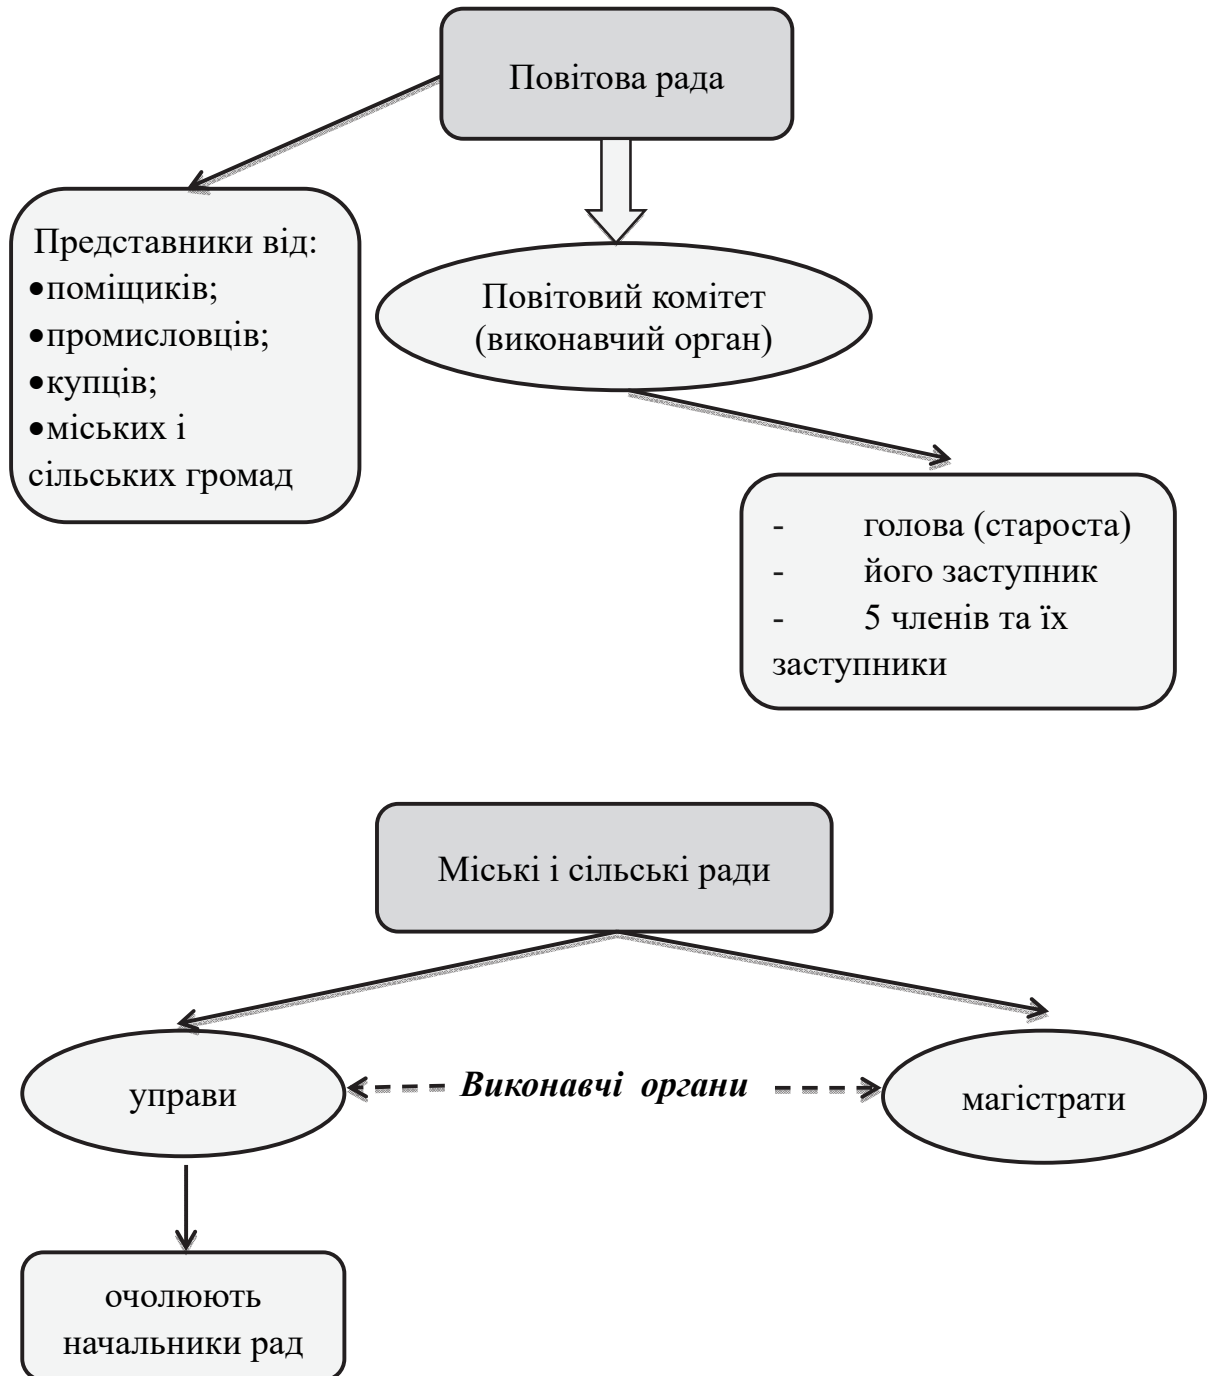 Повітова рада
Представники від:
•поміщиків;
•промисловців;
•купців;
•міських і
сільських громад
Повітовий комітет
(виконавчий орган)
- голова (староста)
- його заступник
- 5 членів та їх
заступники
Міські і сільські ради
управи
Виконавчі органи
магістрати
очолюють
начальники рад